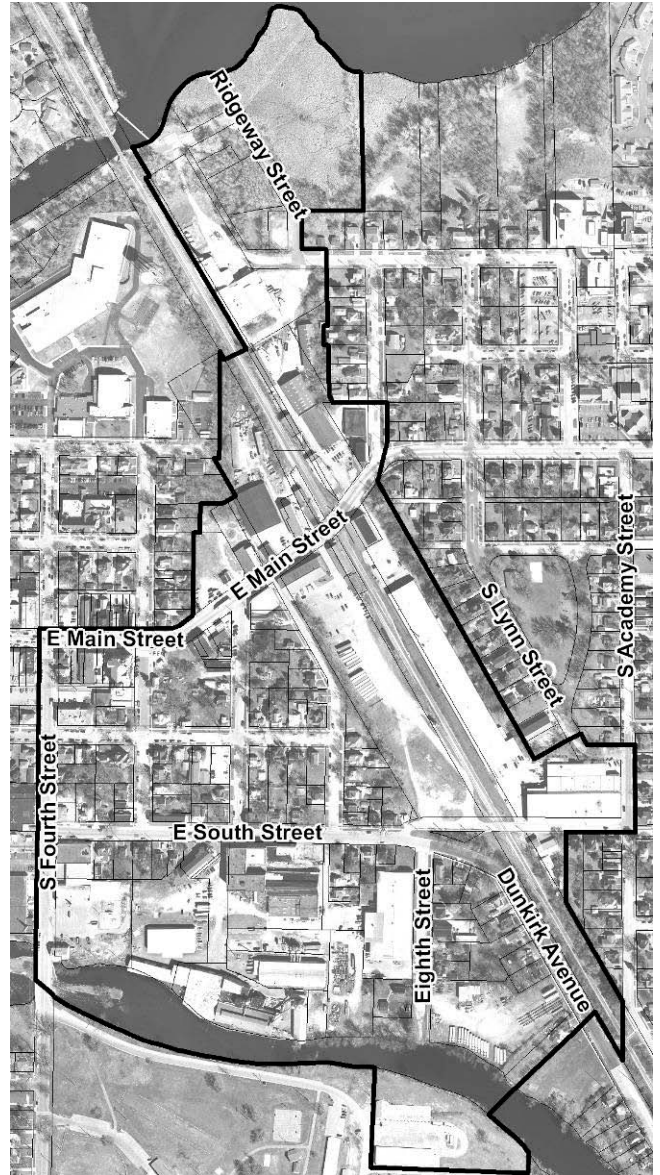 Ridgeway Street
E Main Street
E Main Street
S Lynn Street
S Academy Street
S Fourth Street
E South Street
Eighth Street
Dunkirk Avenue